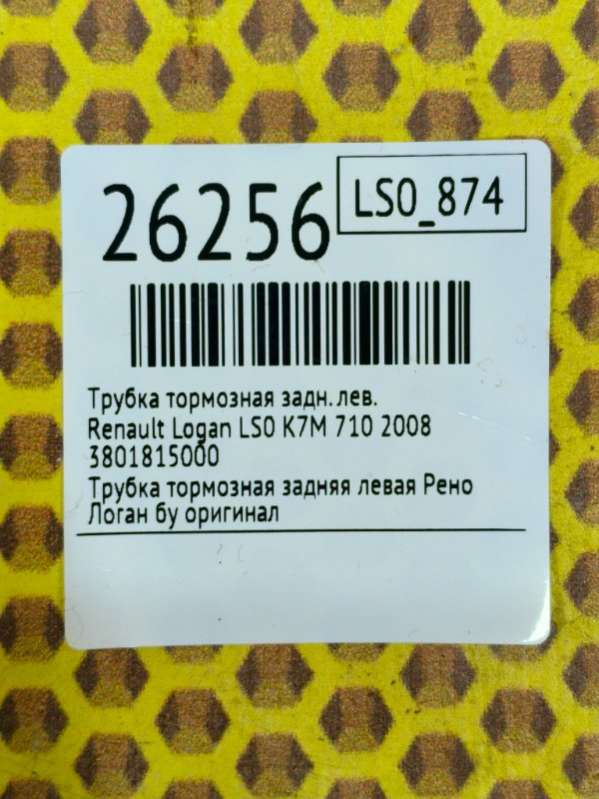 26256
LS0_874
Трубка тормозная задн. лев.
Renault Logan LS0 K7M 710 2008
3801815000
Трубка тормозная задняя левая Рено
Логан бу оригинал